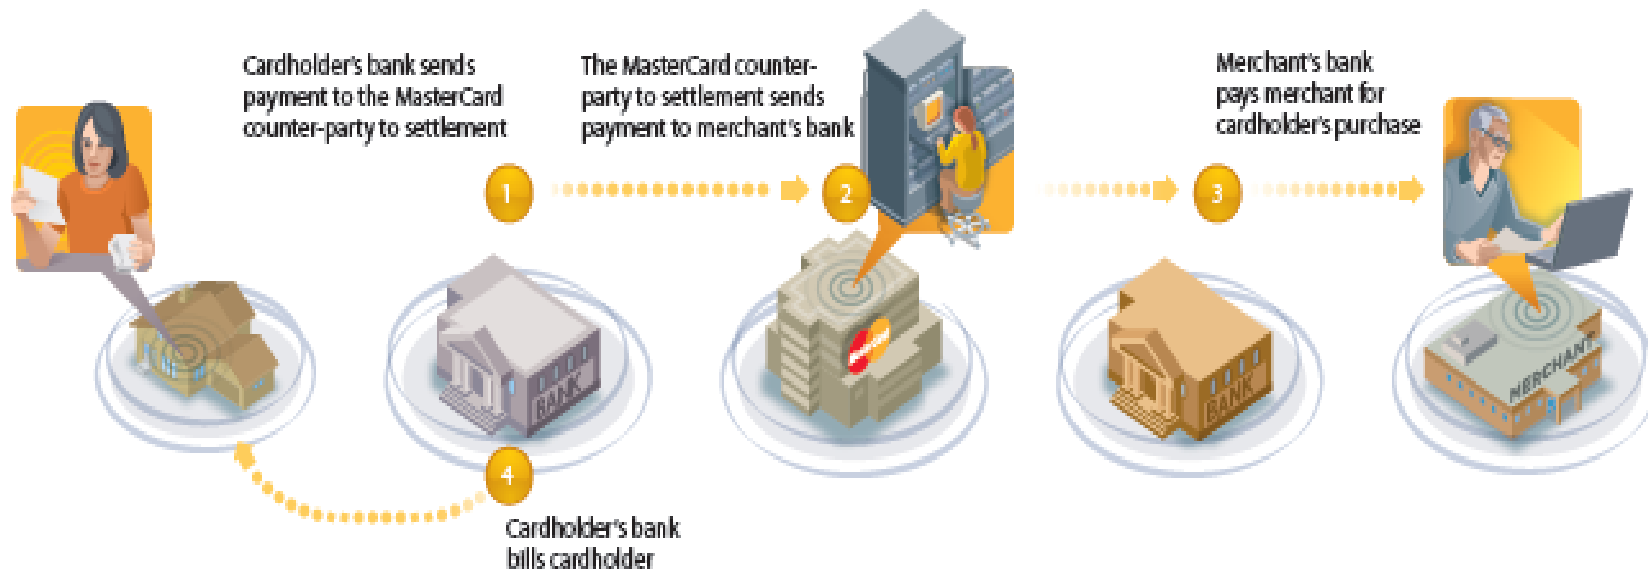 Cardholder's bank sends
payment to the MasterCard
counter-party to settlement
The MasterCard counter-
party to settlement sends
payment to merchant's bank
Merchant's bank
pays merchant for
cardholder's purchase
1
2
3
BANK
BANK
MERCHANT
4
Cardholder's bank
bills cardholder